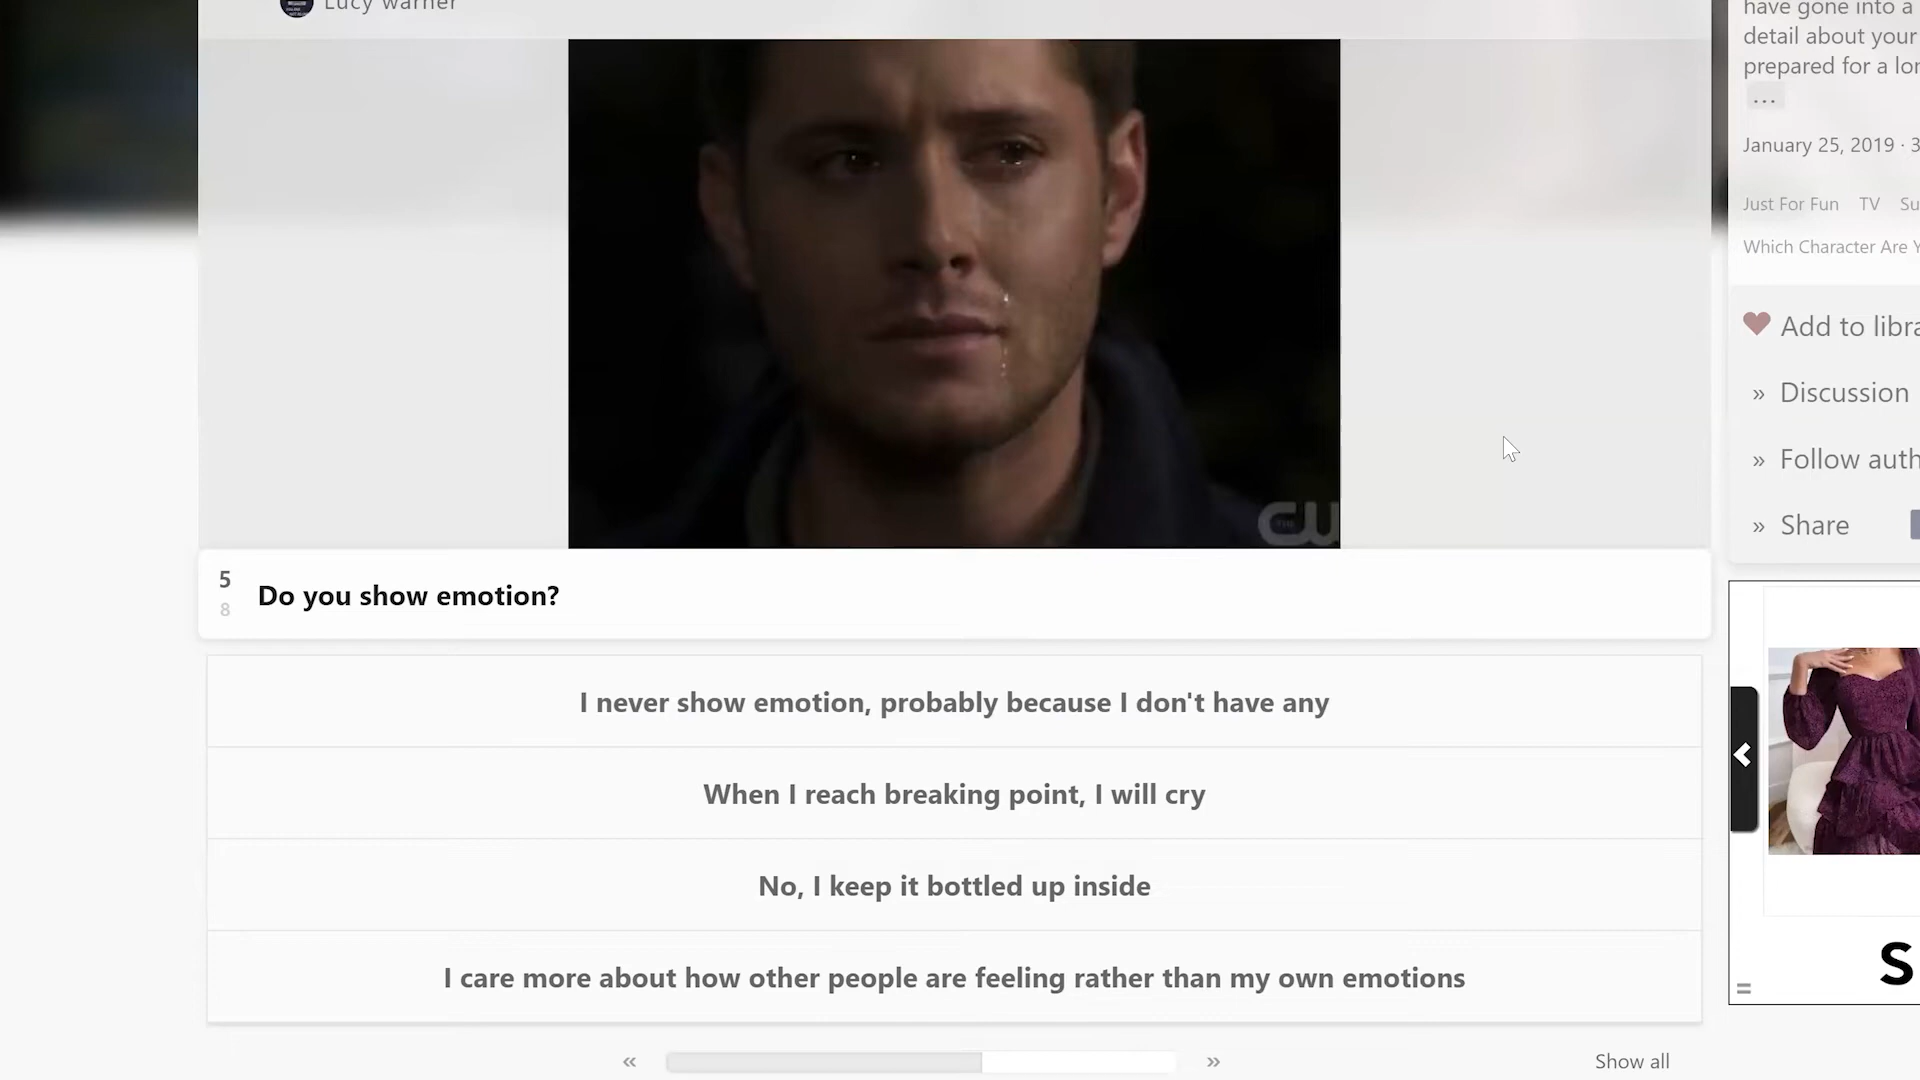 Lucy warner
have gone into a
detail about your
prepared for a lor
...
January 25, 2019 · 3
Just For Fun TV Su
Which Character Are Y
Add to libra
» Discussion
» Follow auth
» Share
CW
5
8
Do you show emotion?
I never show emotion, probably because I don't have any
When I reach breaking point, I will cry
No, I keep it bottled up inside
I care more about how other people are feeling rather than my own emotions
S
« »
Show all